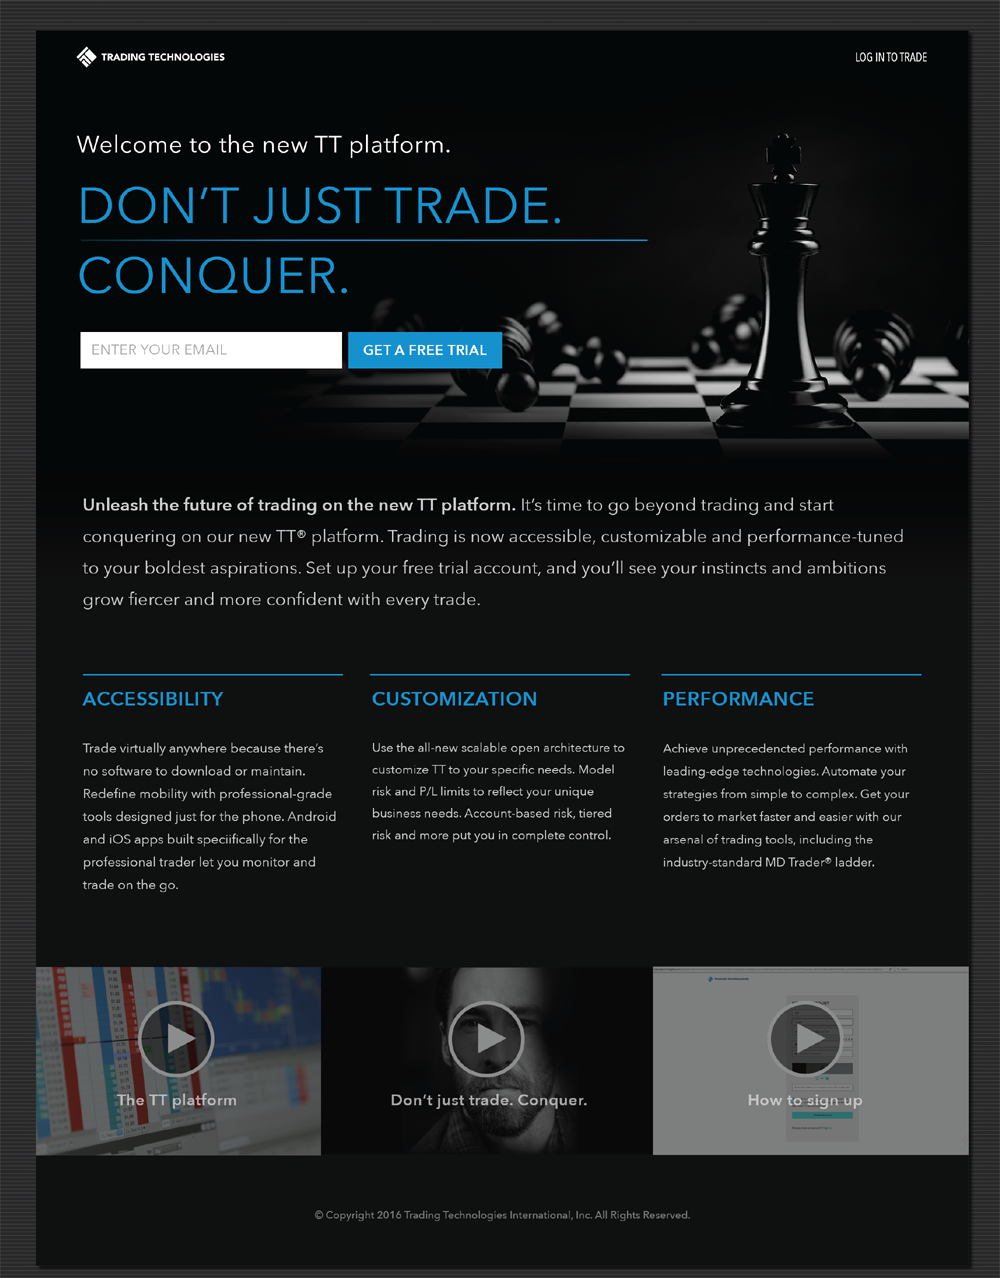 TRADING TECHNOLOGIES
LOG IN TO TRADE
Welcome to the new TT platform.
DON'T JUST TRADE.
CONQUER.
ENTER YOUR EMAIL
GET A FREE TRIAL
Unleash the future of trading on the new TT platform. It's time to go beyond trading and start
conquering on our new TT® platform. Trading is now accessible, customizable and performance-tuned
to your boldest aspirations. Set up your free trial account, and you'll see your instincts and ambitions
grow fiercer and more confident with every trade.
ACCESSIBILITY
Trade virtually anywhere because there's
no software to download or maintain.
Redefine mobility with professional-grade
tools designed just for the phone. Android
and iOS apps built speciifically for the
professional trader let you monitor and
trade on the go.
CUSTOMIZATION
Use the all-new scalable open architecture to
customize TT to your specific needs. Model
risk and P/L limits to reflect your unique
business needs. Account-based risk, tiered
risk and more put you in complete control.
PERFORMANCE
Achieve unprecedencted performance with
leading-edge technologies. Automate your
strategies from simple to complex. Get your
orders to market faster and easier with our
arsenal of trading tools, including the
industry-standard MD Trader® ladder.
The TT platform
Don't just trade. Conquer.
How to sign up
© Copyright 2016 Trading Technologies International, Inc. All Rights Reserved.